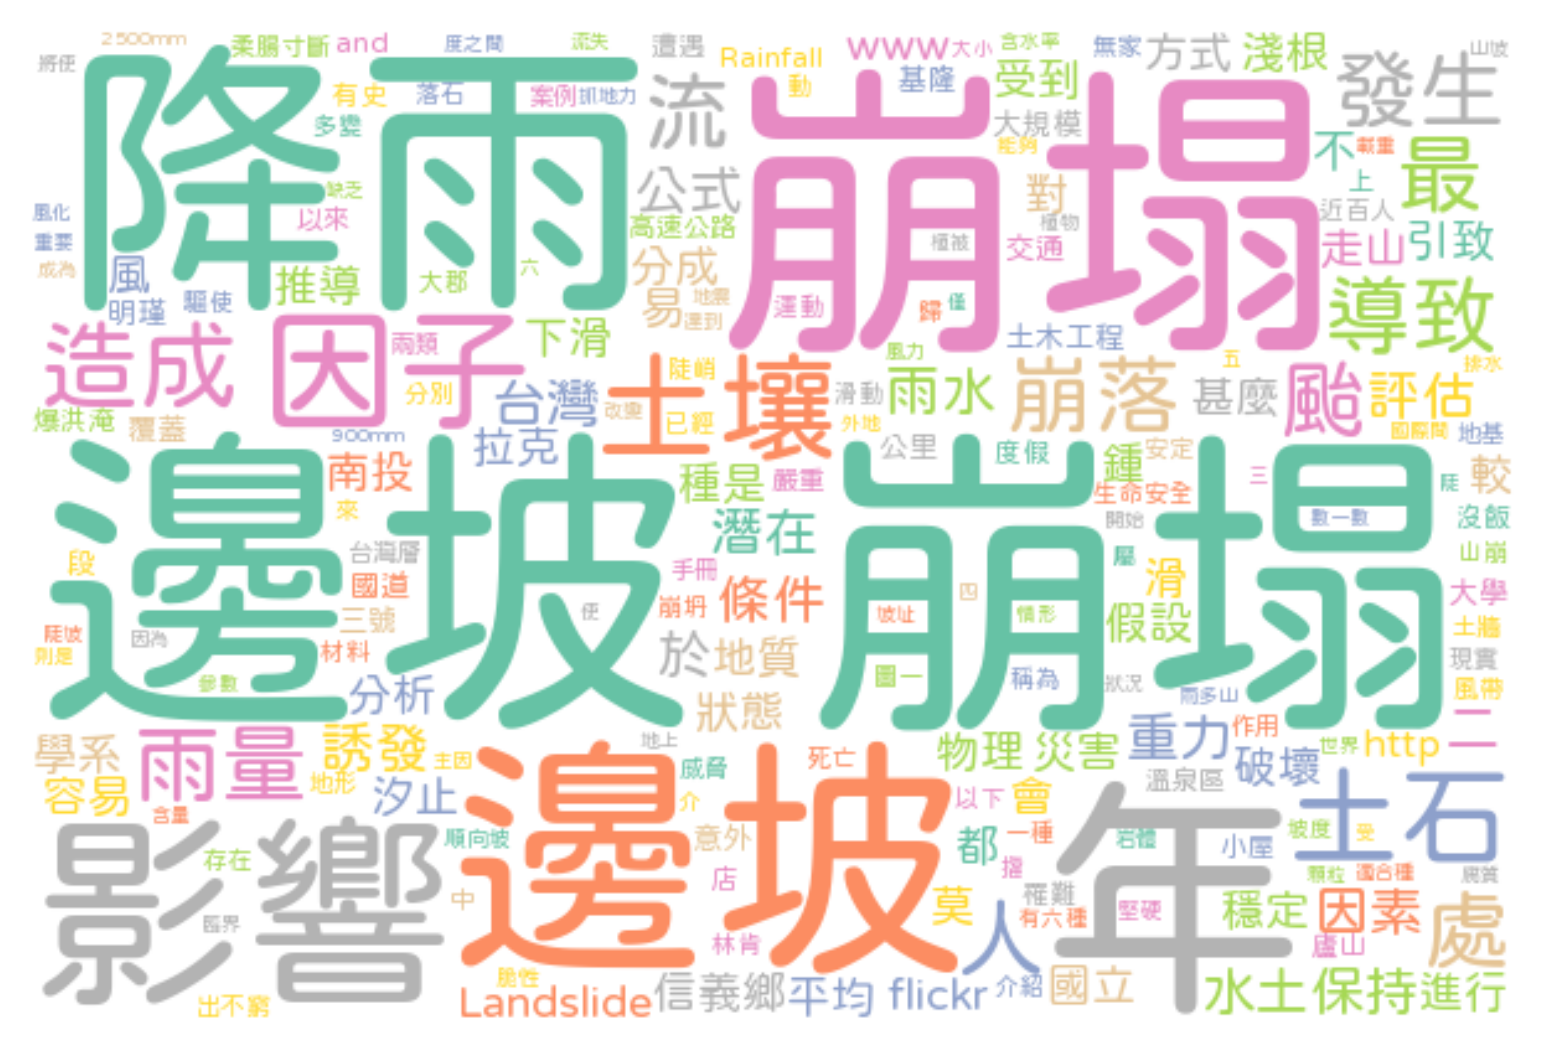 2500mm 柔腸寸斷 and 度之間 流失 遭遇 Rainfall www 大小 含水率 無家 方式 淺根 山坡
將使 有史 落石 案例 抓地力 流 動 基隆 受到 發生
降雨 崩塌
多變 大規模 不 載重 最
缺乏 公式 能夠 對 上
風化 以來 高速公路 植物 近百人
重要 植被 交通 走山 引致
成為 風 推導 大郡 六 分成 地震
明瑾 驅使 易 達到 運動 歸 僅 土木工程 導致
造成 因子 兩類 下滑 陡峭 風力 五 排水
分別 台灣 改變 土壤 滑動 雨水 崩落 甚麼 颱 評估
爆洪淹 覆蓋 900mm 拉克 已經 外地 國際間 地基
南投 種是 嚴重 公里 度假 鍾 安定 較
邊坡崩塌
來 潛在 生命安全 三 陡
開始 數一數 沒飯
段 台灣層 手冊 屬 山崩
國道 條件 四 滑 大學
三號 便 崩坍 坡址 情形 假設
陡坡 因為 材料 於 地質 土牆
則是 現實
參數 分析 圖一 稱為 狀況 雨多山 風帶
狀態 二
學系 雨量 誘發 主因 地上 死亡 物理 災害 重力 作用 世界 http
容易 地形 汐止 威脅 溫泉區 破壞
含量 邊坡 介 以下 會 年 土石
影響 順向坡 意外 都 一種 岩體 小屋 坡度 受
存在 店 擋 顆粒 適合種 腐質
中 莫 罹難 有六種 堅硬 穩定 因素 處
臨界 林肯 人 廬山
出不窮 脆性 Landslide 信義鄉 平均 flickr 介紹 國立 水土保持 進行